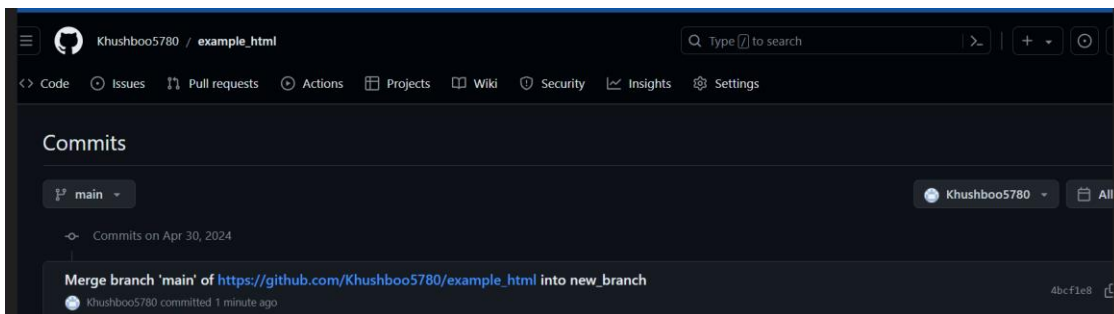 Khushboo5780 / example_html
Type / to search
<> Code Issues Pull requests Actions Projects Wiki Security Insights Settings
Commits
main
Khushboo5780
All
Commits on Apr 30, 2024
Merge branch 'main' of https://github.com/Khushboo5780/example_html into new_branch
Khushboo5780 committed 1 minute ago
4bcf1e8